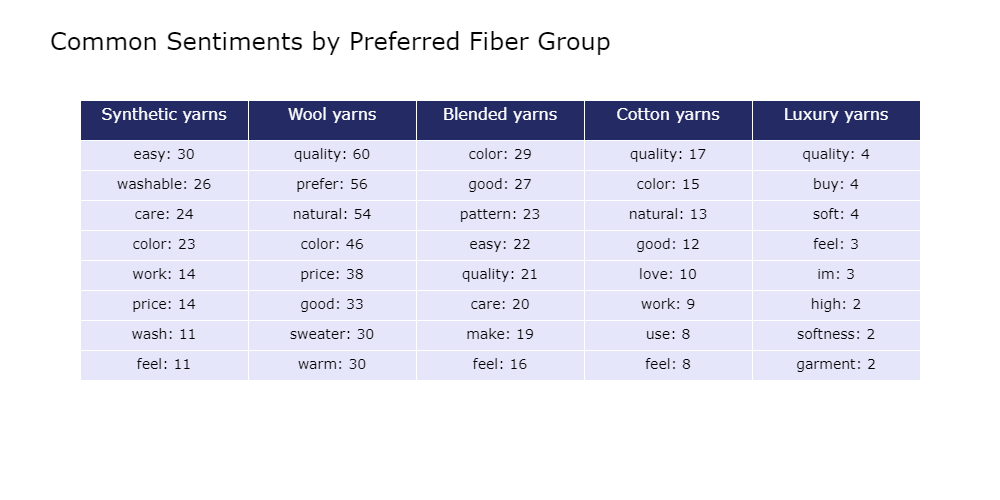 Common Sentiments by Preferred Fiber Group
Synthetic yarns Wool yarns Blended yarns Cotton yarns Luxury yarns
easy: 30 quality: 60 color: 29 quality: 17 quality: 4
washable: 26 prefer: 56 good: 27 color: 15 buy: 4
care: 24 natural: 54 pattern: 23 natural: 13 soft: 4
color: 23 color: 46 easy: 22 good: 12 feel: 3
work: 14 price: 38 quality: 21 love: 10 im: 3
price: 14 good: 33 care: 20 work: 9 high: 2
wash: 11 sweater: 30 make: 19 use: 8 softness: 2
feel: 11 warm: 30 feel: 16 feel: 8 garment: 2